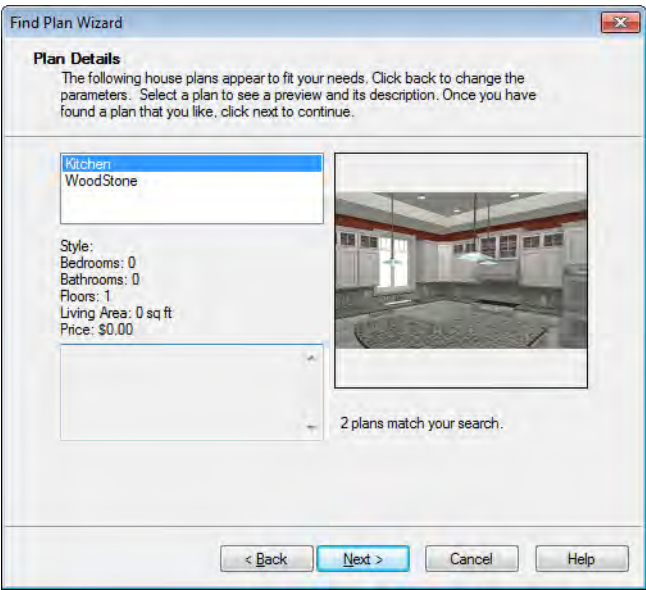 Find Plan Wizard
Plan Details
The following house plans appear to fit your needs. Click back to change the
parameters.  Select a plan to see a preview and its description. Once you have
found a plan that you like, click next to continue.
Kitchen
WoodStone
Style:
Bedrooms: 0
Bathrooms: 0
Floors: 1
Living Area: 0 sq ft
Price: $0.00
2 plans match your search.
< Back
Next >
Cancel
Help